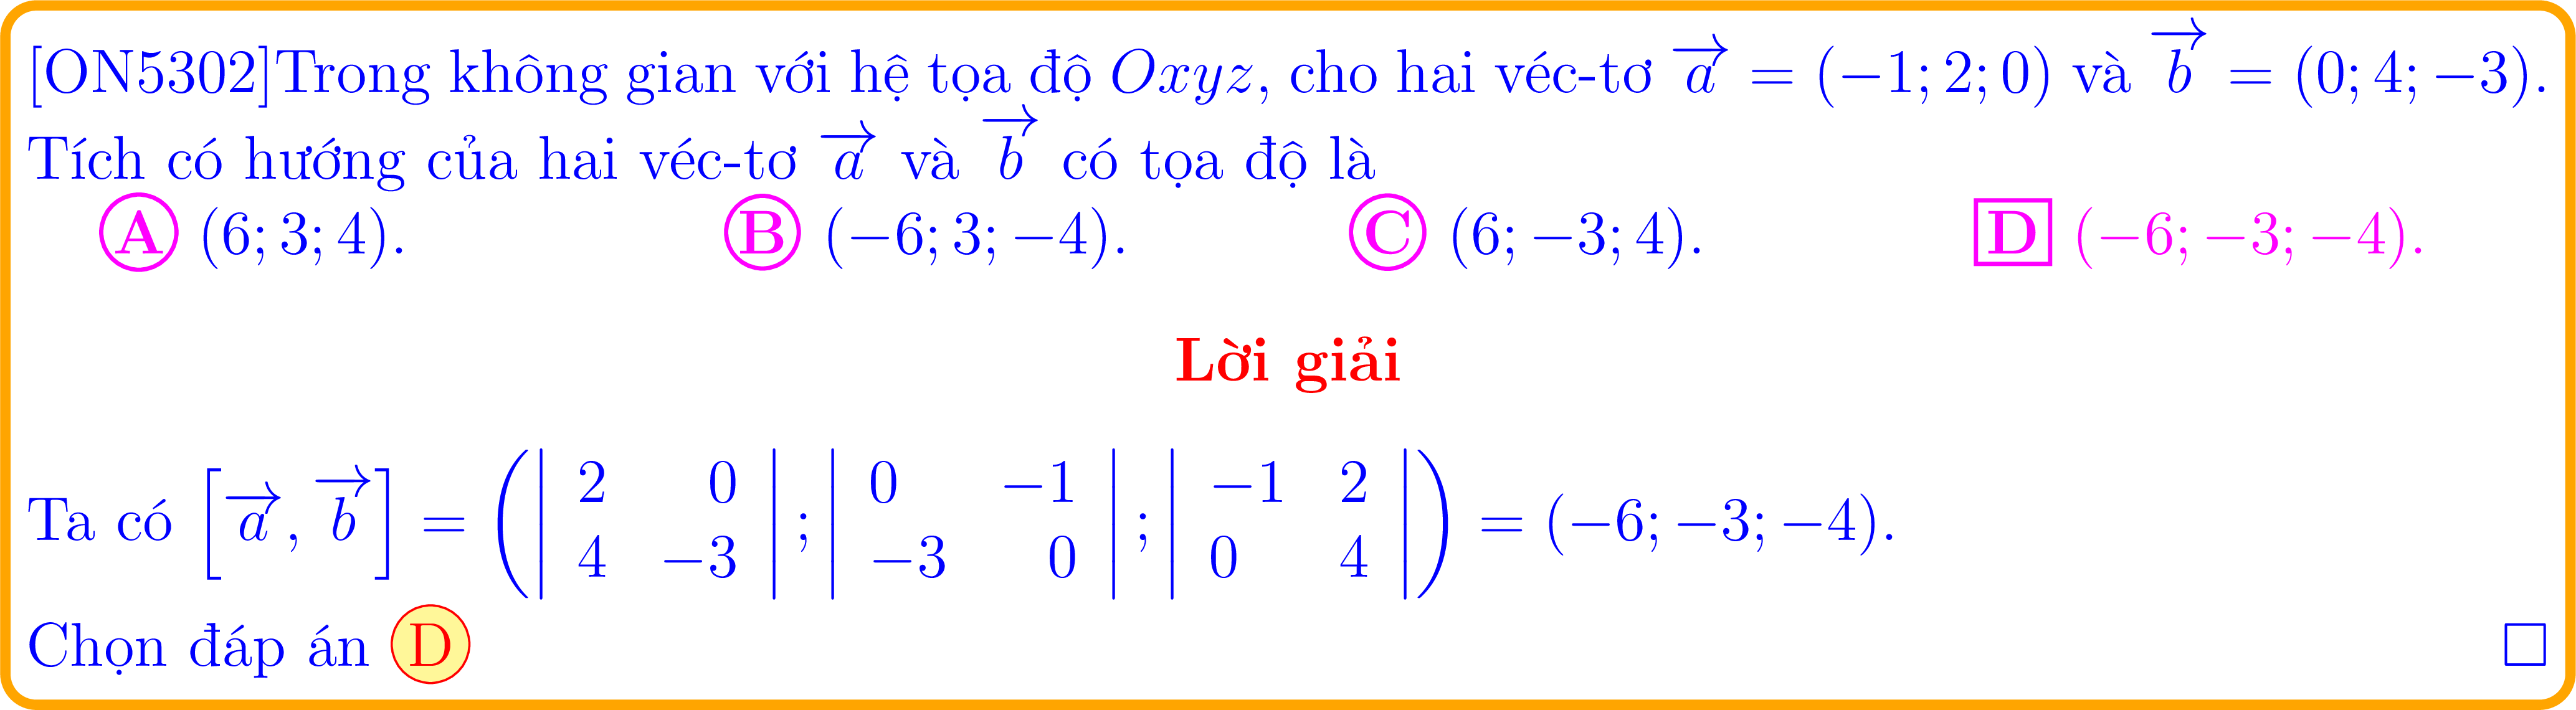 [ON5302]Trong không gian với hệ tọa độ $Oxyz$, cho hai véc-tơ $\overrightarrow{a} = (-1; 2; 0)$ và $\overrightarrow{b} = (0; 4; -3)$.
Tích có hướng của hai véc-tơ $\overrightarrow{a}$ và $\overrightarrow{b}$ có tọa độ là
A $(6; 3; 4)$. B $(-6; 3; -4)$. C $(6; -3; 4)$. D $(-6; -3; -4)$.
Lời giải
Ta có $\left[\overrightarrow{a}, \overrightarrow{b}\right] = \left(\begin{vmatrix} 2 & 0 \\ 4 & -3 \end{vmatrix}; \begin{vmatrix} 0 & -1 \\ -3 & 0 \end{vmatrix}; \begin{vmatrix} -1 & 2 \\ 0 & 4 \end{vmatrix}\right) = (-6; -3; -4)$.
Chọn đáp án D □